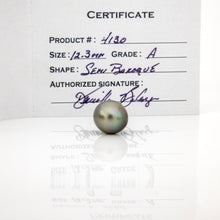 CERTIFICATE
PRODUCT #: 4130
SIZE: 12.3mm GRADE: A
SHAPE: SEMI BAROQUE
AUTHORIZED SIGNATURE: